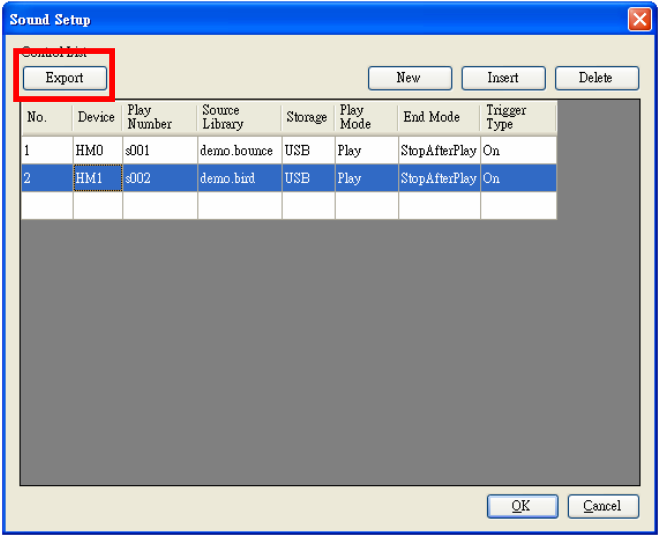 Sound Setup
Control List
Export New Insert Delete
No. Device Play Number Source Library Storage Play Mode End Mode Trigger Type
1 HM0 s001 demo.bounce USB Play StopAfterPlay On
2 HM1 s002 demo.bird USB Play StopAfterPlay On
OK Cancel